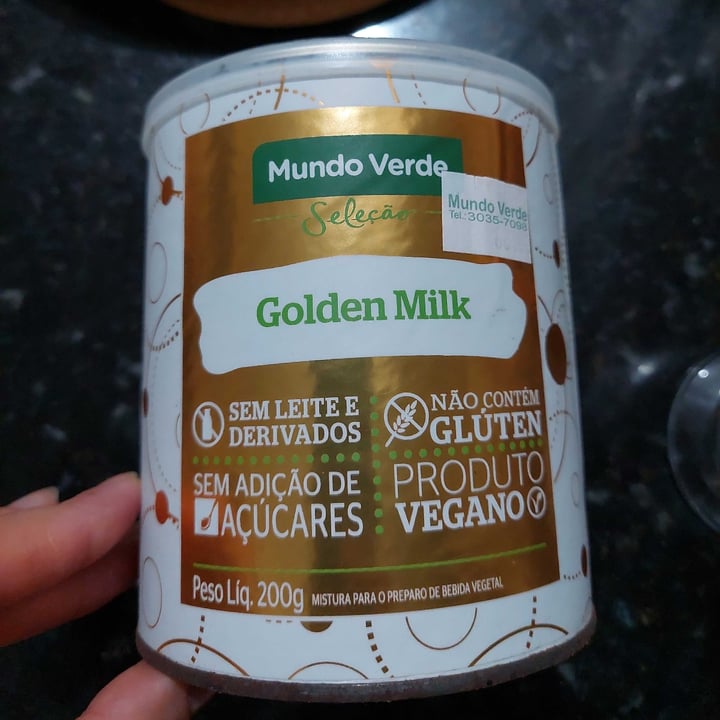 Mundo Verde
Seleção
Mundo Verde
Tel.:3035-7098
Golden Milk
SEM LEITE E
DERIVADOS
NÃO CONTÉM
GLÚTEN
SEM ADIÇÃO DE
AÇÚCARES
PRODUTO
VEGANO
Peso Líq. 200g MISTURA PARA O PREPARO DE BEBIDA VEGETAL